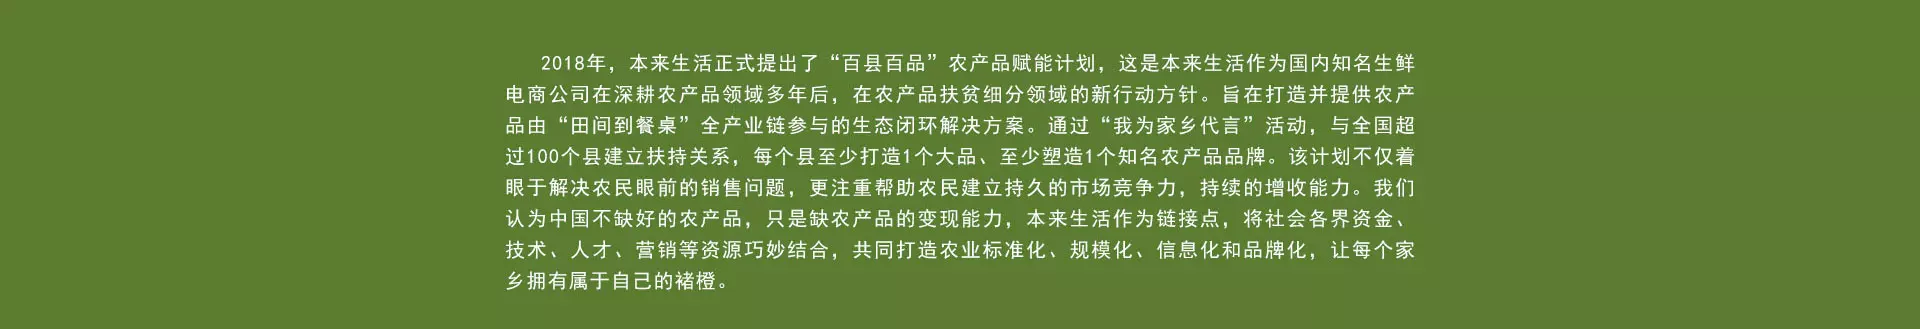 2018年，本来生活正式提出了“百县百品”农产品赋能计划，这是本来生活作为国内知名生鲜
电商公司在深耕农产品领域多年后，在农产品扶贫细分领域的新行动方针。旨在打造并提供农产
品由“田间到餐桌”全产业链参与的生态闭环解决方案。通过“我为家乡代言”活动，与全国超
过100个县建立扶持关系，每个县至少打造1个大品、至少塑造1个知名农产品品牌。该计划不仅着
眼于解决农民眼前的销售问题，更注重帮助农民建立持久的市场竞争力，持续的增收能力。我们
认为中国不缺好的农产品，只是缺农产品的变现能力，本来生活作为链接点，将社会各界资金、
技术、人才、营销等资源巧妙结合，共同打造农业标准化、规模化、信息化和品牌化，让每个家
乡拥有属于自己的褚橙。